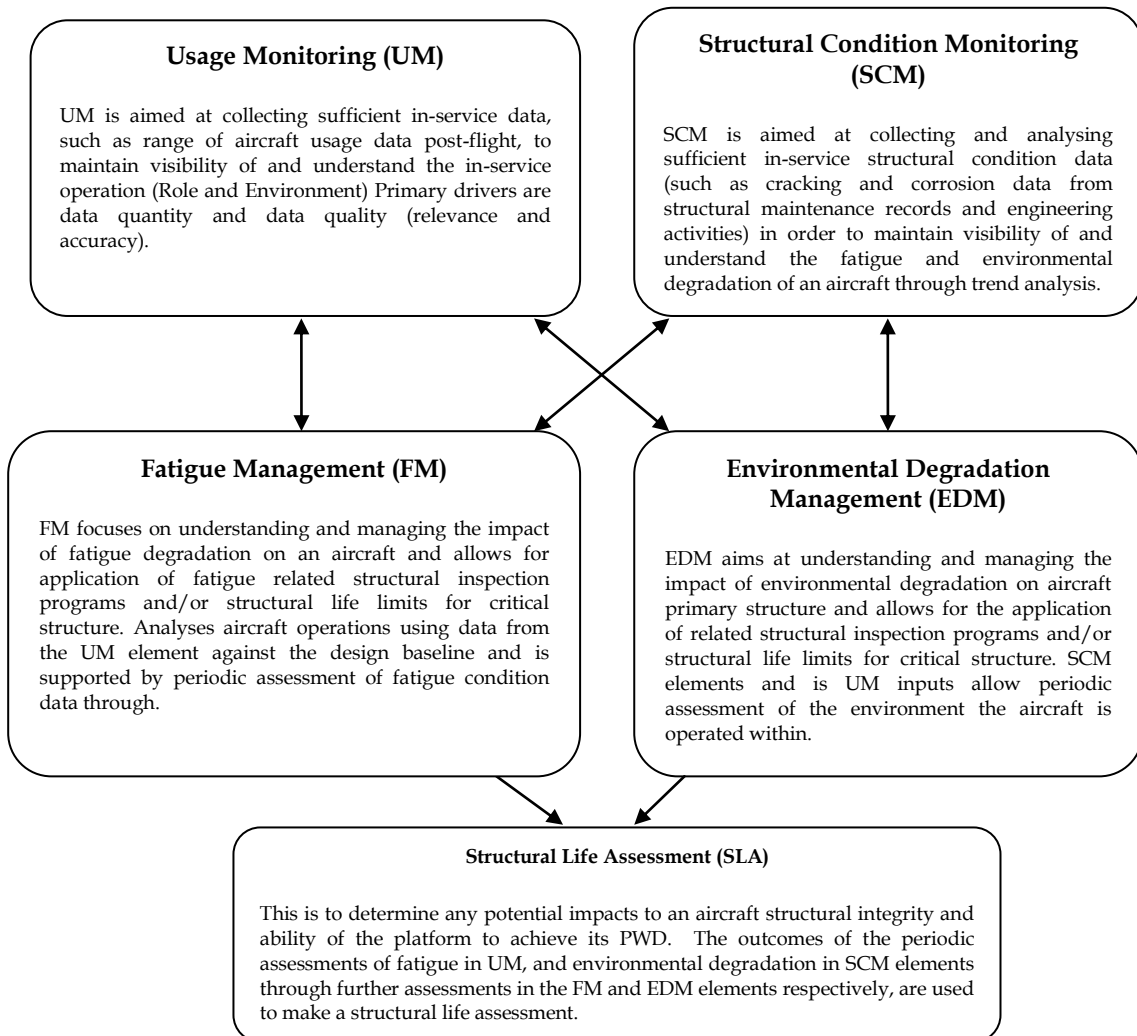 Usage Monitoring (UM)
UM is aimed at collecting sufficient in-service data,
such as range of aircraft usage data post-flight, to
maintain visibility of and understand the in-service
operation (Role and Environment) Primary drivers are
data quantity and data quality (relevance and
accuracy).
Structural Condition Monitoring
(SCM)
SCM is aimed at collecting and analysing
sufficient in-service structural condition data
(such as cracking and corrosion data from
structural maintenance records and engineering
activities) in order to maintain visibility of and
understand the fatigue and environmental
degradation of an aircraft through trend analysis.
Fatigue Management (FM)
FM focuses on understanding and managing the impact
of fatigue degradation on an aircraft and allows for
application of fatigue related structural inspection
programs and/or structural life limits for critical
structure. Analyses aircraft operations using data from
the UM element against the design baseline and is
supported by periodic assessment of fatigue condition
data through.
Environmental Degradation
Management (EDM)
EDM aims at understanding and managing the
impact of environmental degradation on aircraft
primary structure and allows for the application
of related structural inspection programs and/or
structural life limits for critical structure. SCM
elements and is UM inputs allow periodic
assessment of the environment the aircraft is
operated within.
Structural Life Assessment (SLA)
This is to determine any potential impacts to an aircraft structural integrity and
ability of the platform to achieve its PWD. The outcomes of the periodic
assessments of fatigue in UM, and environmental degradation in SCM elements
through further assessments in the FM and EDM elements respectively, are used
to make a structural life assessment.